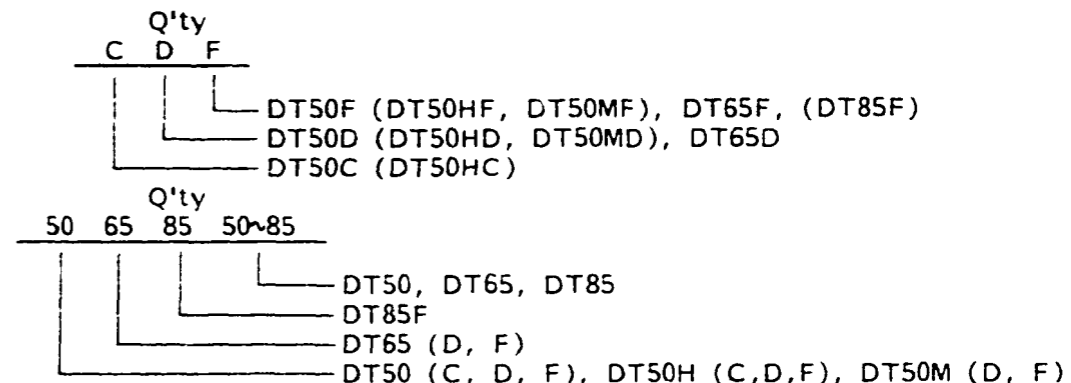 Q'ty
C D F
DT50F (DT50HF, DT50MF), DT65F, (DT85F)
DT50D (DT50HD, DT50MD), DT65D
DT50C (DT50HC)
Q'ty
50 65 85 50~85
DT50, DT65, DT85
DT85F
DT65 (D, F)
DT50 (C, D, F), DT50H (C,D,F), DT50M (D, F)